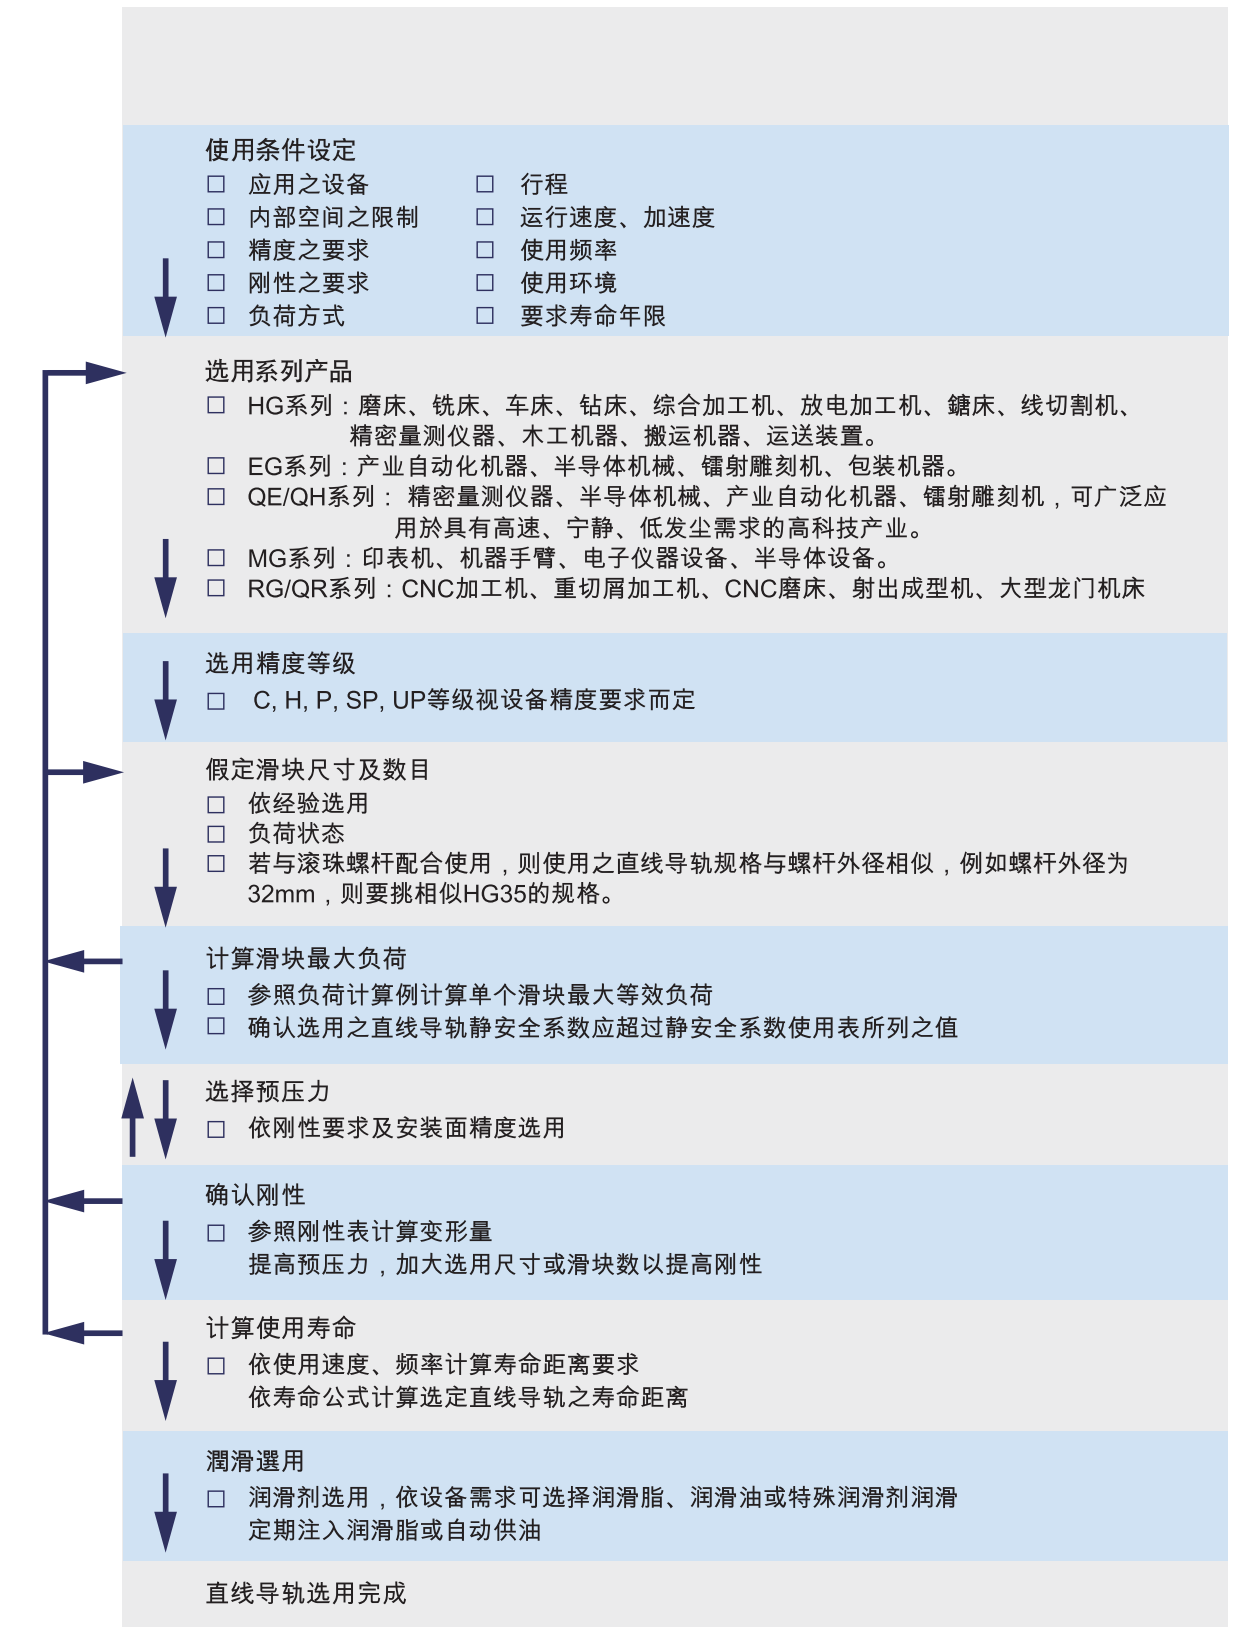 使用条件设定
□ 应用之设备 □ 行程
□ 内部空间之限制 □ 运行速度、加速度
□ 精度之要求 □ 使用频率
□ 刚性之要求 □ 使用环境
□ 负荷方式 □ 要求寿命年限
选用系列产品
□ HG系列：磨床、铣床、车床、钻床、综合加工机、放电加工机、鎕床、线切割机、
精密量测仪器、木工机器、搬运机器、运送装置。
□ EG系列：产业自动化机器、半导体机械、镭射雕刻机、包装机器。
□ QE/QH系列： 精密量测仪器、半导体机械、产业自动化机器、镭射雕刻机，可广泛应
用於具有高速、宁静、低发尘需求的高科技产业。
□ MG系列：印表机、机器手臂、电子仪器设备、半导体设备。
□ RG/QR系列：CNC加工机、重切屑加工机、CNC磨床、射出成型机、大型龙门机床
选用精度等级
□ C, H, P, SP, UP等级视设备精度要求而定
假定滑块尺寸及数目
□ 依经验选用
□ 负荷状态
□ 若与滚珠螺杆配合使用，则使用之直线导轨规格与螺杆外径相似，例如螺杆外径为
32mm，则要挑相似HG35的规格。
计算滑块最大负荷
□ 参照负荷计算例计算单个滑块最大等效负荷
□ 确认选用之直线导轨静安全系数应超过静安全系数使用表所列之值
选择预压力
□ 依刚性要求及安装面精度选用
确认刚性
□ 参照刚性表计算变形量
提高预压力，加大选用尺寸或滑块数以提高刚性
计算使用寿命
□ 依使用速度、频率计算寿命距离要求
依寿命公式计算选定直线导轨之寿命距离
潤滑選用
□ 润滑剂选用，依设备需求可选择润滑脂、润滑油或特殊润滑剂润滑
定期注入润滑脂或自动供油
直线导轨选用完成